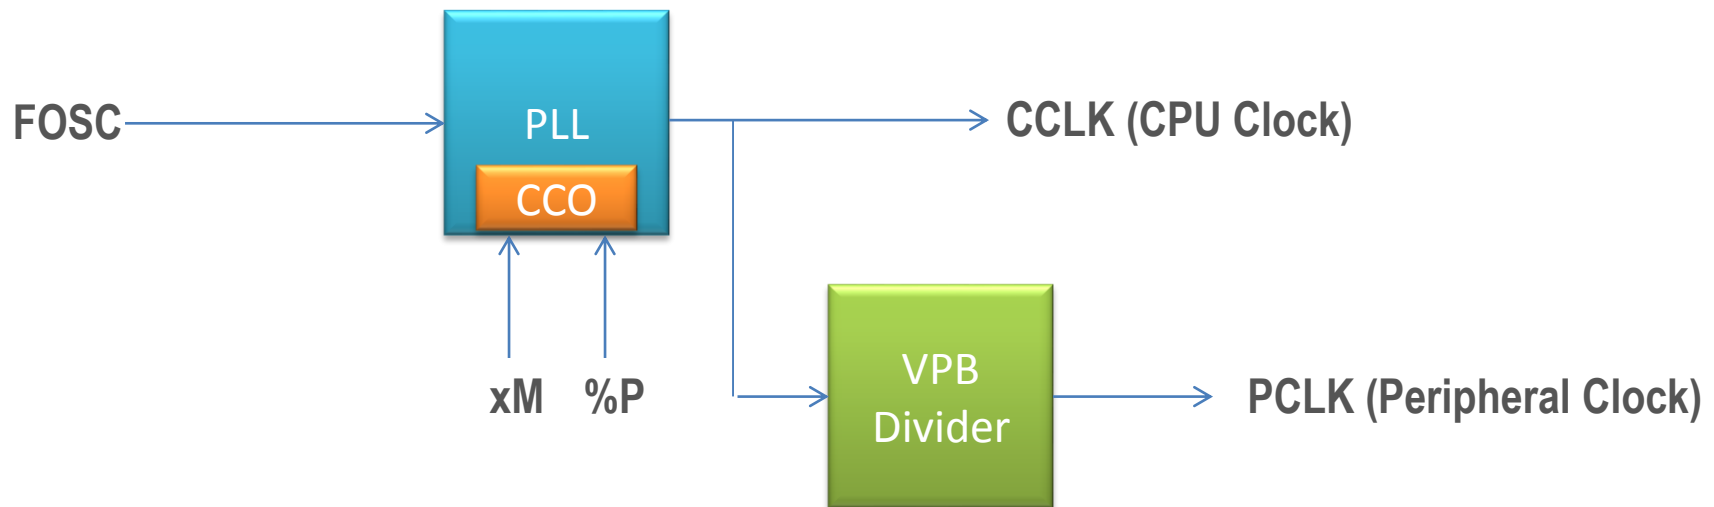 FOSC
PLL
CCO
CCLK (CPU Clock)
xM
%P
VPB
Divider
PCLK (Peripheral Clock)